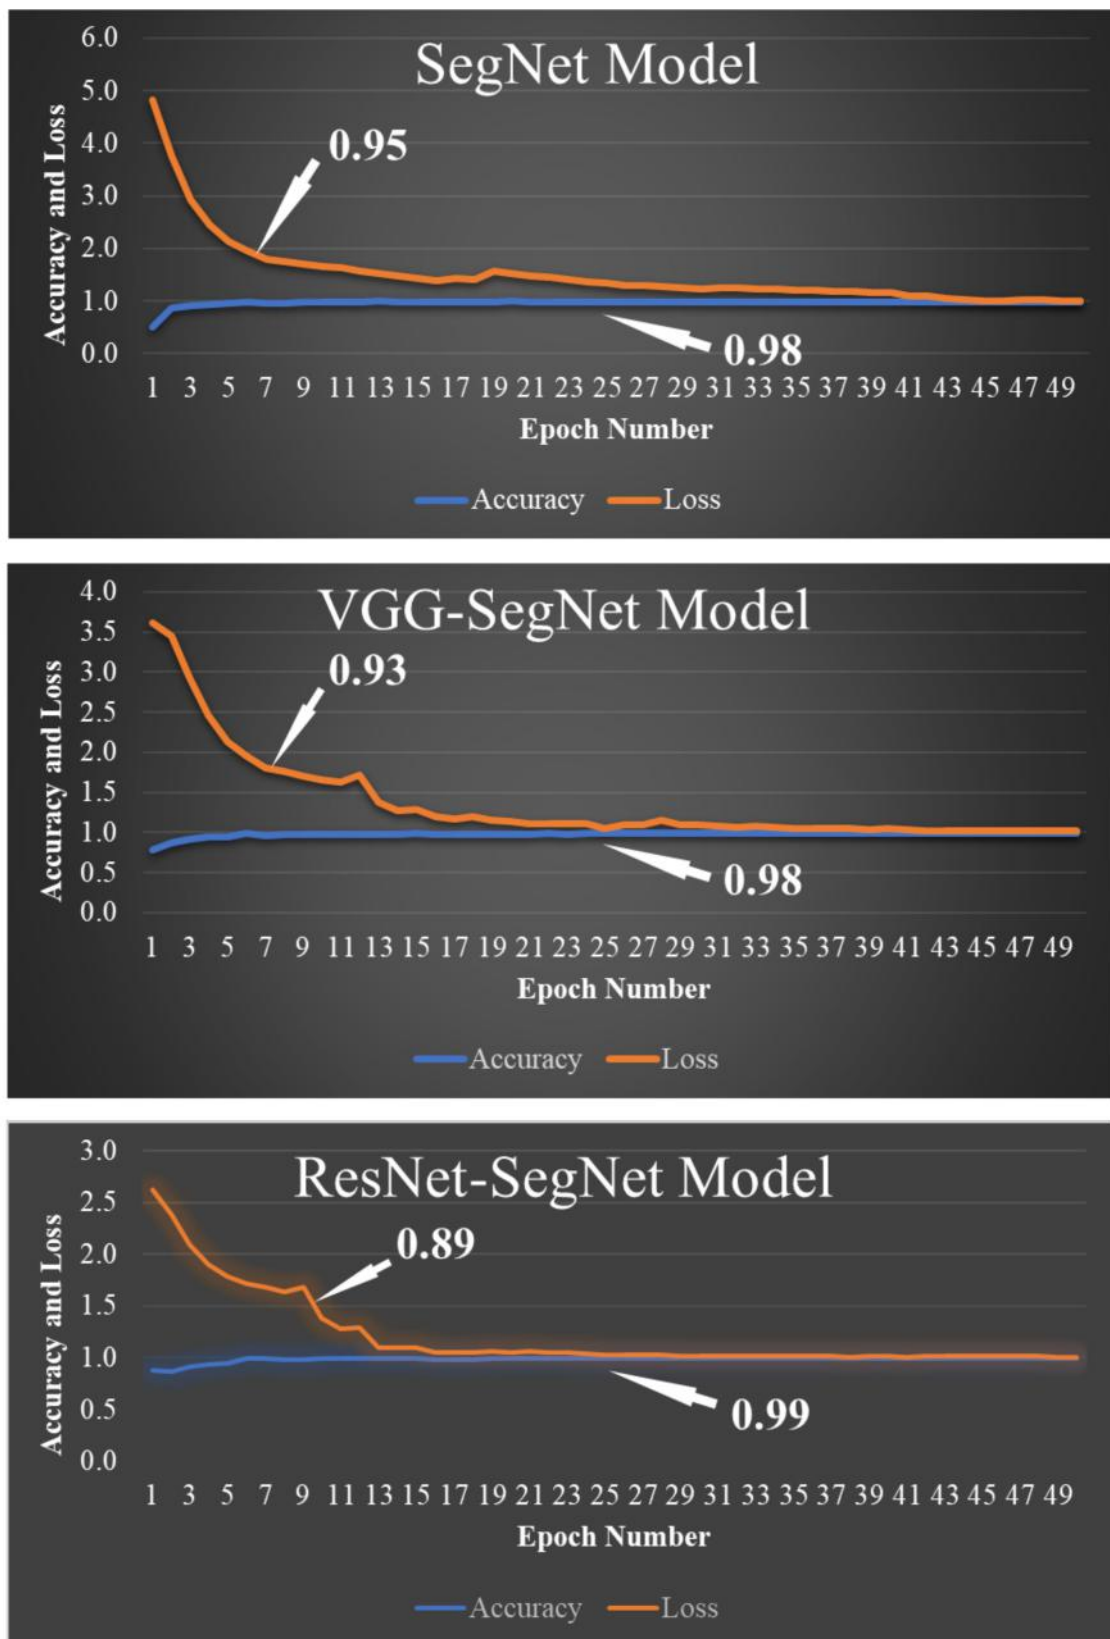 SegNet Model
Accuracy and Loss
6.0
5.0
4.0
3.0
2.0
1.0
0.0
0.95
0.98
1 3 5 7 9 11 13 15 17 19 21 23 25 27 29 31 33 35 37 39 41 43 45 47 49
Epoch Number
Accuracy Loss
VGG-SegNet Model
Accuracy and Loss
4.0
3.5
3.0
2.5
2.0
1.5
1.0
0.5
0.0
0.93
0.98
1 3 5 7 9 11 13 15 17 19 21 23 25 27 29 31 33 35 37 39 41 43 45 47 49
Epoch Number
Accuracy Loss
ResNet-SegNet Model
Accuracy and Loss
3.0
2.5
2.0
1.5
1.0
0.5
0.0
0.89
0.99
1 3 5 7 9 11 13 15 17 19 21 23 25 27 29 31 33 35 37 39 41 43 45 47 49
Epoch Number
Accuracy Loss